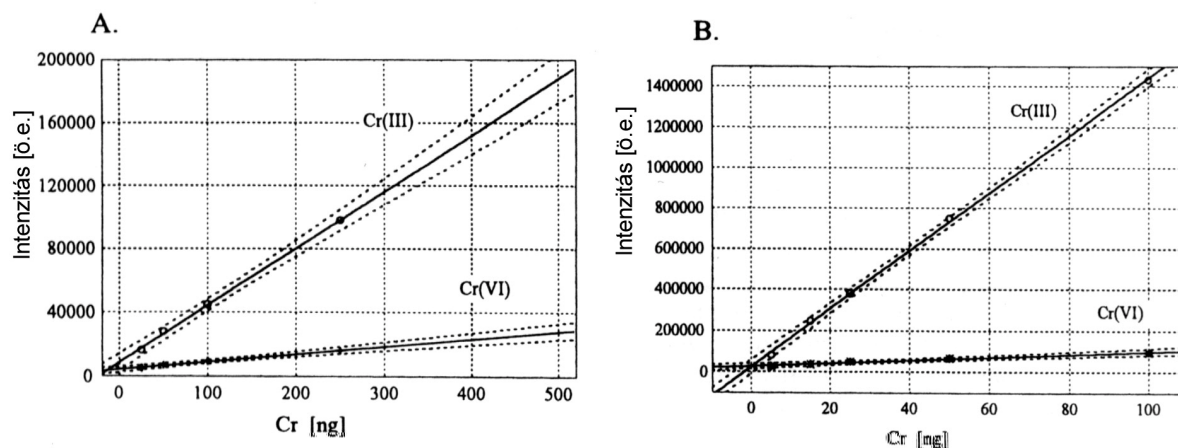 A.
200000
160000
120000
80000
40000
0
Intenzitás [ö.e.]
Cr(III)
Cr(VI)
0 100 200 300 400 500
Cr [ng]
B.
1400000
1200000
1000000
800000
600000
400000
200000
0
Intenzitás [ö.e.]
Cr(III)
Cr(VI)
0 20 40 60 80 100
Cr [ng]